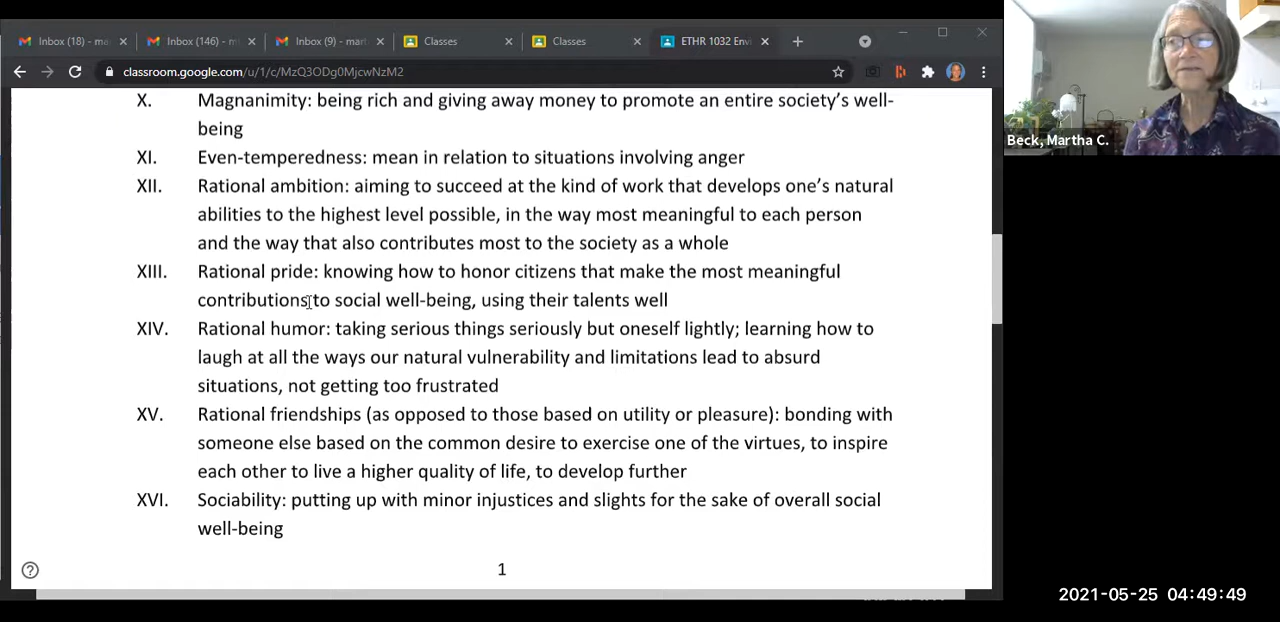 Inbox (18) - ma
Inbox (146) - m
Inbox (9) - mart
Classes
Classes
ETHR 1032 Envi
classroom.google.com/u/1/c/MzQ3ODg0MjcwNzM2
X. Magnanimity: being rich and giving away money to promote an entire society's well-
being
XI. Even-temperedness: mean in relation to situations involving anger
XII. Rational ambition: aiming to succeed at the kind of work that develops one's natural
abilities to the highest level possible, in the way most meaningful to each person
and the way that also contributes most to the society as a whole
XIII. Rational pride: knowing how to honor citizens that make the most meaningful
contributions to social well-being, using their talents well
XIV. Rational humor: taking serious things seriously but oneself lightly; learning how to
laugh at all the ways our natural vulnerability and limitations lead to absurd
situations, not getting too frustrated
XV. Rational friendships (as opposed to those based on utility or pleasure): bonding with
someone else based on the common desire to exercise one of the virtues, to inspire
each other to live a higher quality of life, to develop further
XVI. Sociability: putting up with minor injustices and slights for the sake of overall social
well-being
1
Beck, Martha C.
2021-05-25 04:49:49